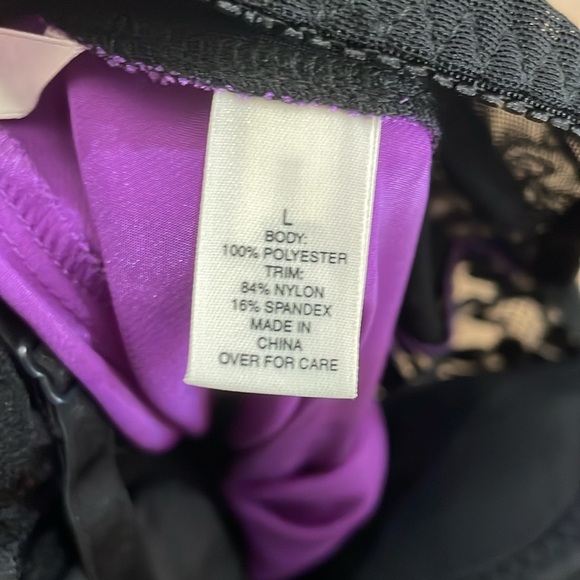 L
BODY:
100% POLYESTER
TRIM:
84% NYLON
16% SPANDEX
MADE IN
CHINA
OVER FOR CARE